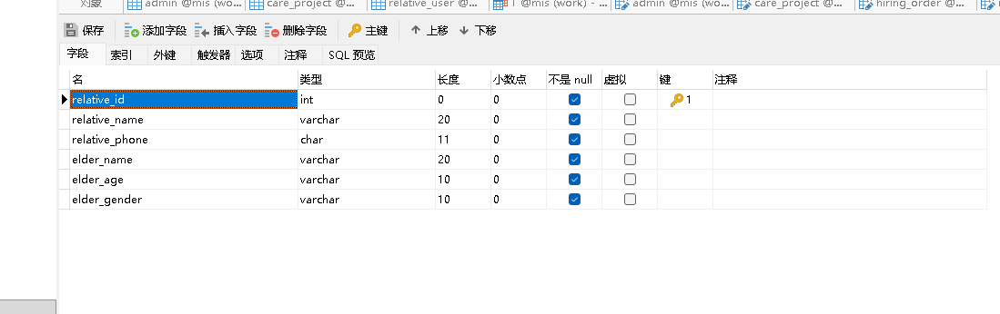 对象 admin @mis (wo... care_project @... relative_user @... 1 @mis (work) - ... admin @mis (wo... care_project @... hiring_order @...
保存 添加字段 插入字段 删除字段 主键 上移 下移
字段 索引 外键 触发器 选项 注释 SQL 预览
名 类型 长度 小数点 不是 null 虚拟 键 注释
relative_id int 0 0 1
relative_name varchar 20 0
relative_phone char 11 0
elder_name varchar 20 0
elder_age varchar 10 0
elder_gender varchar 10 0